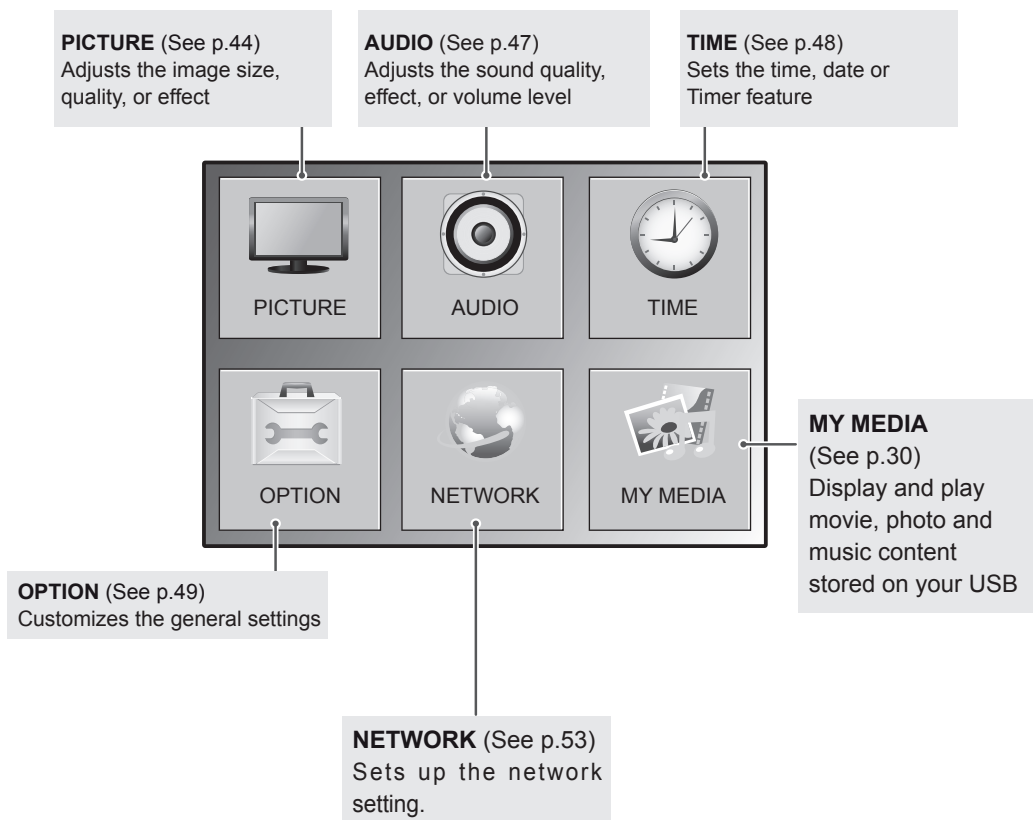 PICTURE (See p.44)
Adjusts the image size,
quality, or effect
AUDIO (See p.47)
Adjusts the sound quality,
effect, or volume level
TIME (See p.48)
Sets the time, date or
Timer feature
PICTURE
AUDIO
TIME
OPTION
NETWORK
MY MEDIA
MY MEDIA
(See p.30)
Display and play
movie, photo and
music content
stored on your USB
OPTION (See p.49)
Customizes the general settings
NETWORK (See p.53)
Sets up the network
setting.